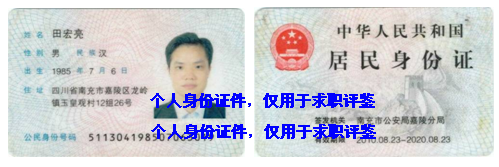 姓名 田宏亮
性别 男 民族 汉
出生 1985 年 7 月 6 日
住址 四川省南充市嘉陵区龙岭
镇玉皇观村12组26号
公民身份号码
中华人民共和国
居民身份证
签发机关 南充市公安局嘉陵分局
有效期限 2010.08.23-2020.08.23
个人身份证件，仅用于求职评鉴
个人身份证件，仅用于求职评鉴